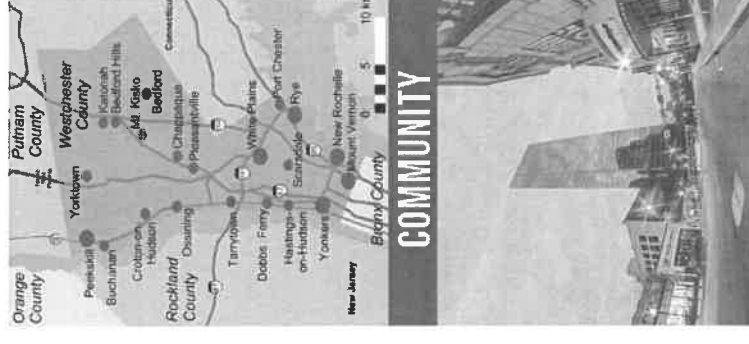 Orange
County
Putnam
County
Westchester
County
Connecticut
Yorktown
Katonah
Bedford Hills
Peekskill
Buchanan
Mt. Kisko
Bedford
Croton-on
Hudson
Chappaqua
Pleasantville
Ossining
Rockland
County
Tarrytown
White Plains
Port Chester
Rye
Dobbs Ferry
Hastings-
on-Hudson
Scarsdale
Yonkers
New Rochelle
Mount Vernon
Bronx County
New Jersey
0
5
10 k
COMMUNITY